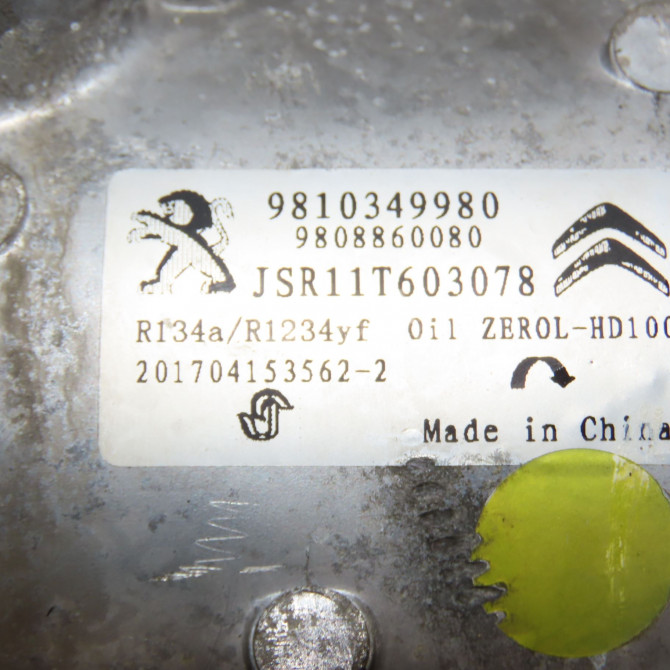 9810349980
9808860080
JSR11T603078
R134a/R1234yf Oil ZEROL-HD100
201704153562-2
Made in China